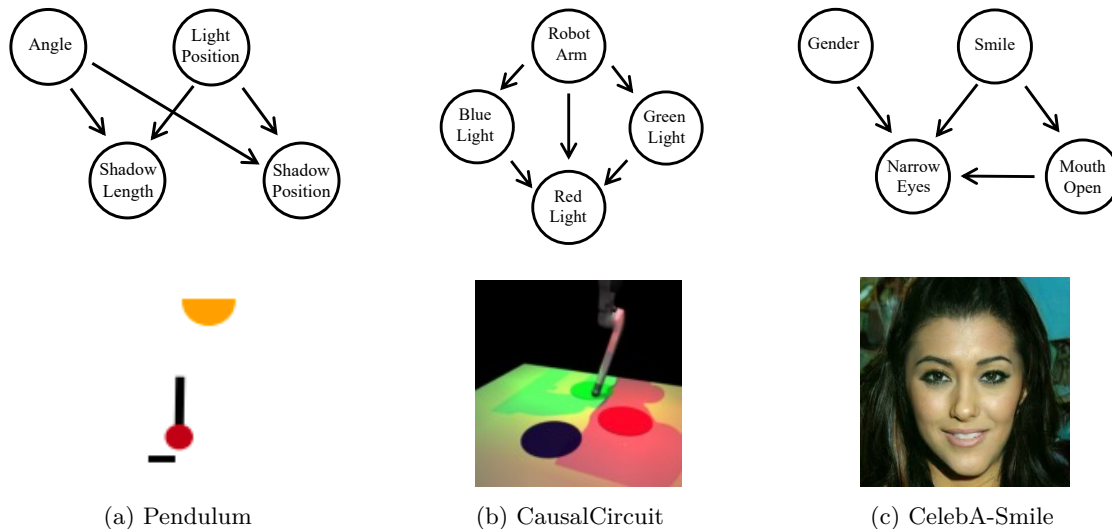 Angle
Light
Position
Shadow
Length
Shadow
Position
Robot
Arm
Blue
Light
Green
Light
Red
Light
Gender
Smile
Narrow
Eyes
Mouth
Open
(a) Pendulum
(b) CausalCircuit
(c) CelebA-Smile